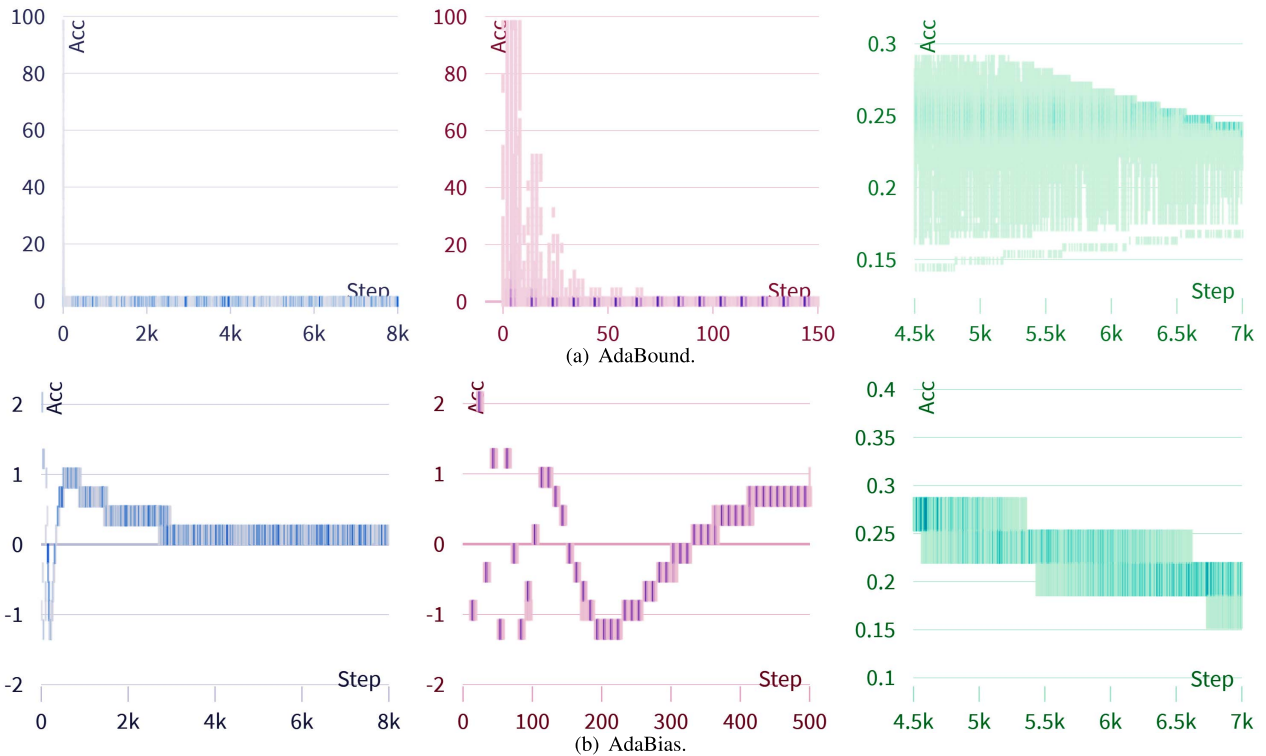 100
80
60
40
20
0
Acc
Step
0 2k 4k 6k 8k
100
80
60
40
20
0
Acc
Step
0 50 100 150
0.3
0.25
0.2
0.15
Acc
Step
4.5k 5k 5.5k 6k 6.5k 7k
(a) AdaBound.
2
1
0
-1
-2
Acc
Step
0 2k 4k 6k 8k
2
1
0
-1
-2
Acc
Step
0 100 200 300 400 500
0.4
0.35
0.3
0.25
0.2
0.15
0.1
Acc
Step
4.5k 5k 5.5k 6k 6.5k 7k
(b) AdaBias.